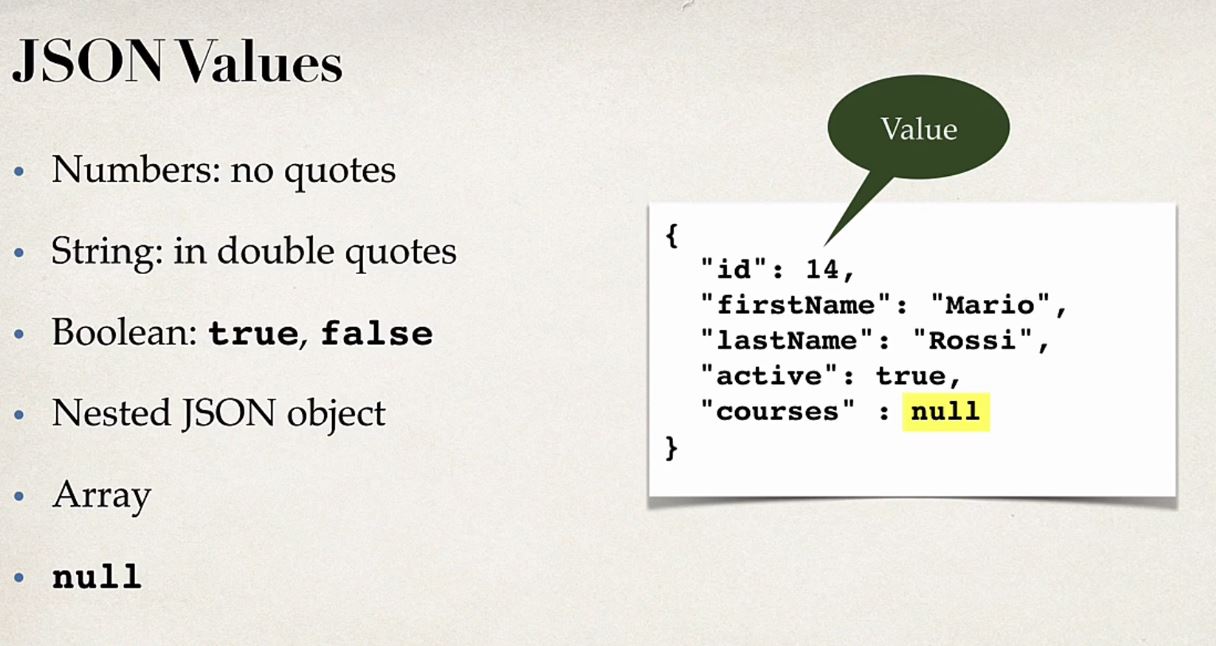 JSON Values
• Numbers: no quotes
• String: in double quotes
• Boolean: true, false
• Nested JSON object
• Array
• null
Value
{
"id": 14,
"firstName": "Mario",
"lastName": "Rossi",
"active": true,
"courses" : null
}